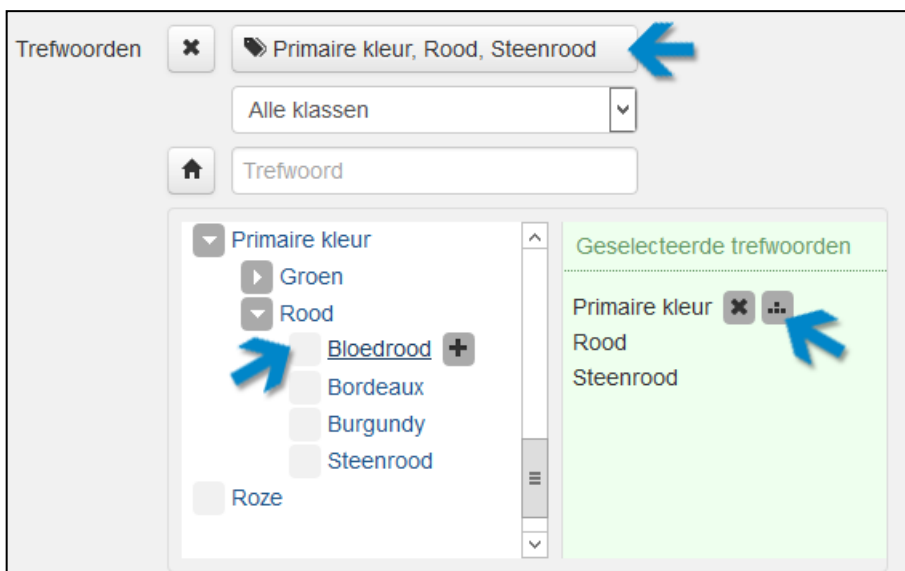 Trefwoorden
Primaire kleur, Rood, Steenrood
Alle klassen
Trefwoord
Primaire kleur
Groen
Rood
Bloedrood
Bordeaux
Burgundy
Steenrood
Roze
Geselecteerde trefwoorden
Primaire kleur
Rood
Steenrood